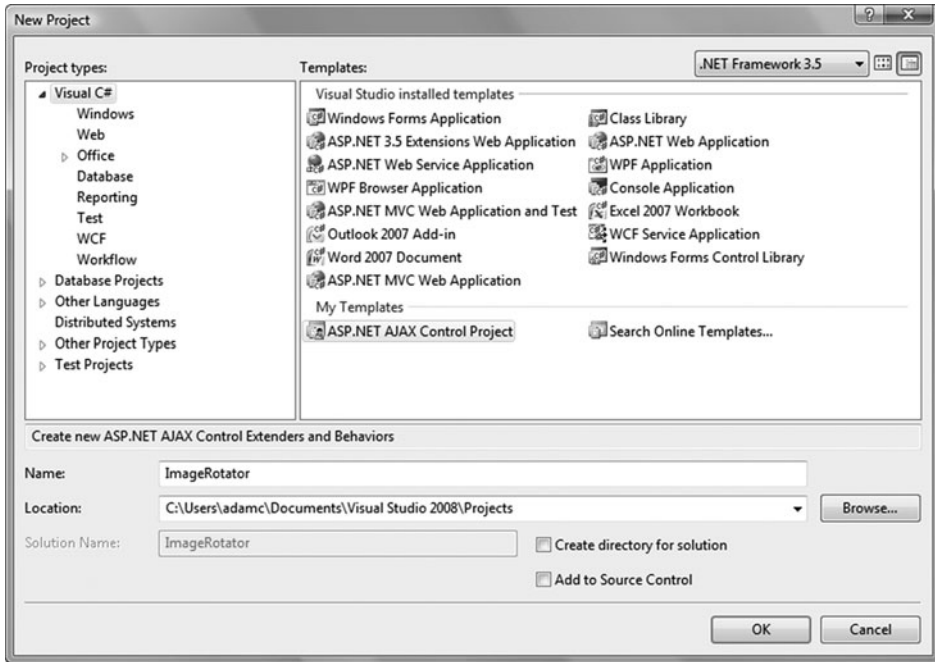 New Project
Project types:
Templates:
.NET Framework 3.5
Visual C#
Windows
Web
Office
Database
Reporting
Test
WCF
Workflow
Database Projects
Other Languages
Distributed Systems
Other Project Types
Test Projects
Visual Studio installed templates
Windows Forms Application
Class Library
ASP.NET 3.5 Extensions Web Application
ASP.NET Web Application
ASP.NET Web Service Application
WPF Application
WPF Browser Application
Console Application
ASP.NET MVC Web Application and Test
Excel 2007 Workbook
Outlook 2007 Add-in
WCF Service Application
Word 2007 Document
Windows Forms Control Library
ASP.NET MVC Web Application
My Templates
ASP.NET AJAX Control Project
Search Online Templates...
Create new ASP.NET AJAX Control Extenders and Behaviors
Name:
ImageRotator
Location:
C:\Users\adamc\Documents\Visual Studio 2008\Projects
Browse...
Solution Name:
ImageRotator
Create directory for solution
Add to Source Control
OK
Cancel